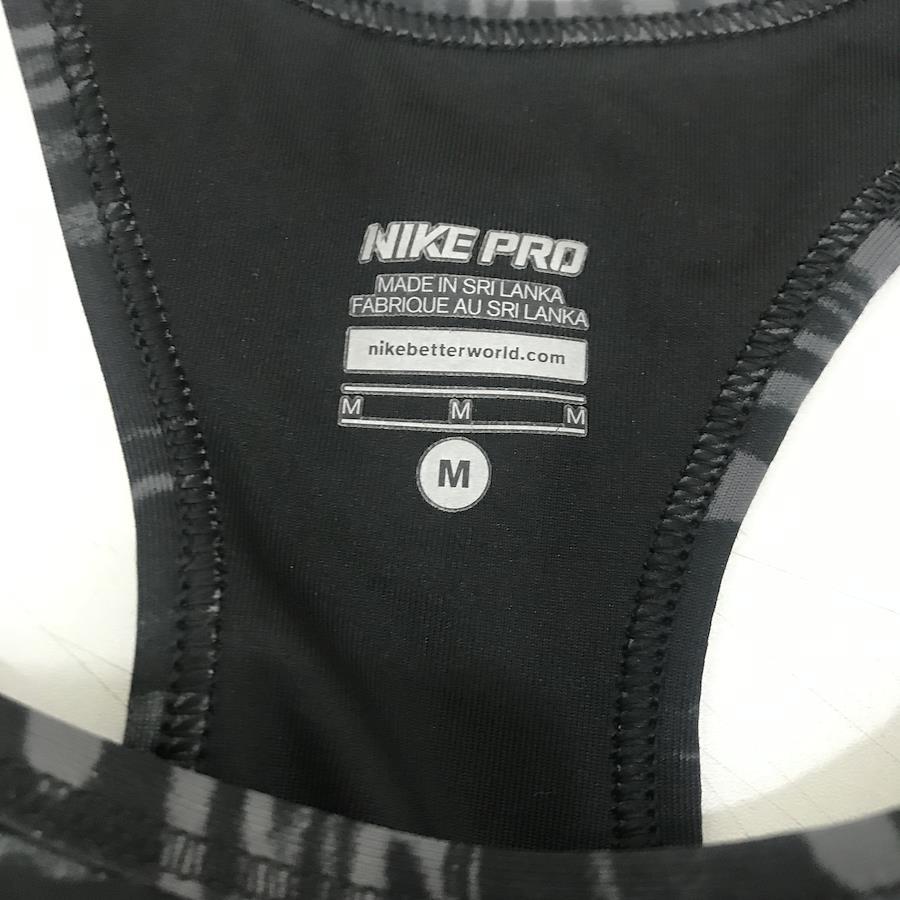 NIKE PRO
MADE IN SRI LANKA
FABRIQUE AU SRI LANKA
nikebetterworld.com
M M M
M